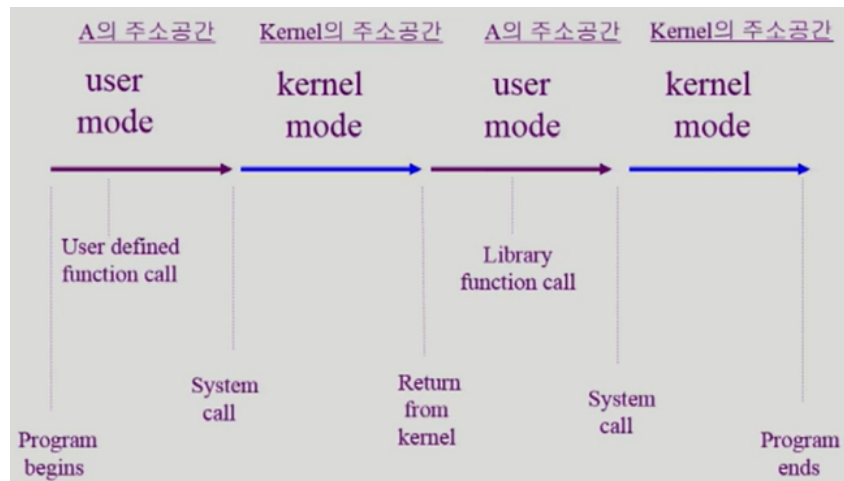 A의 주소공간
Kernel의 주소공간
A의 주소공간
Kernel의 주소공간
user
mode
kernel
mode
user
mode
kernel
mode
User defined
function call
Library
function call
System
call
Return
from
kernel
System
call
Program
begins
Program
ends